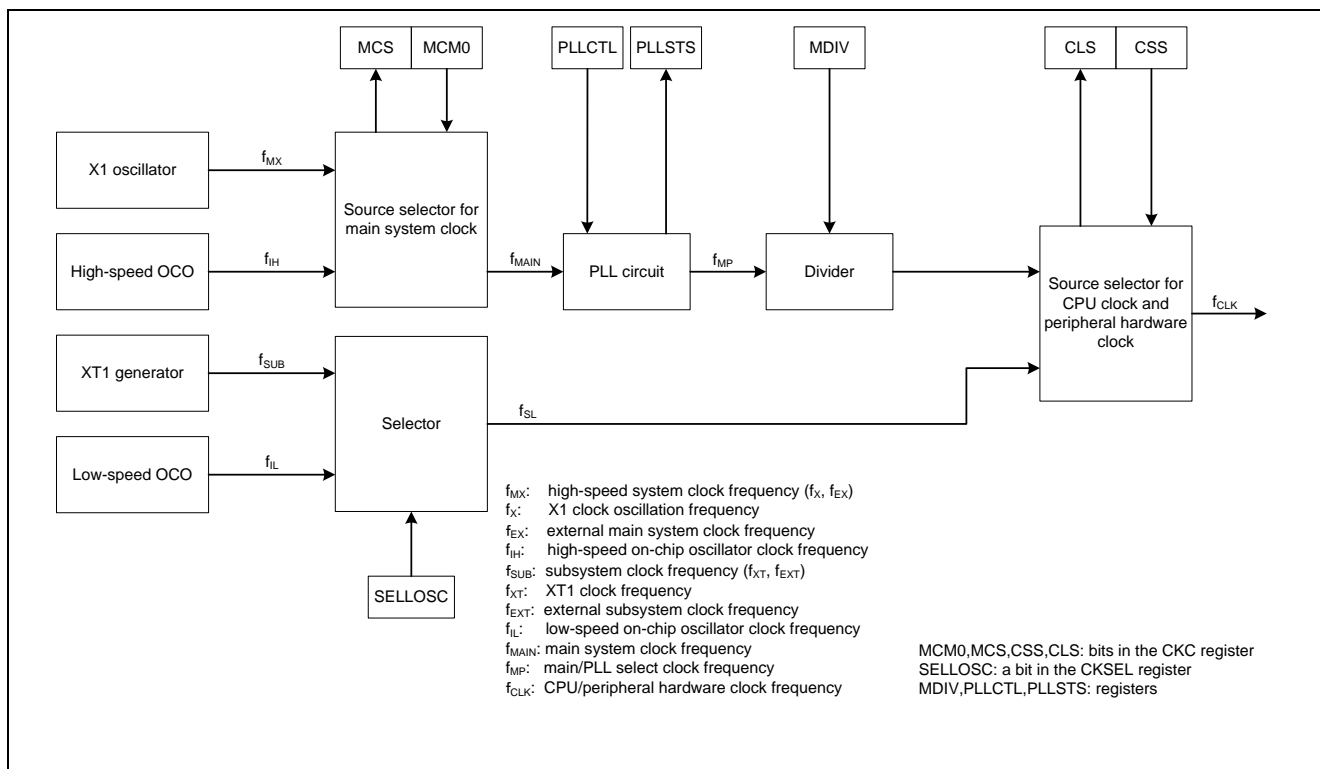 MCS MCM0 PLLCTL PLLSTS MDIV CLS CSS
X1 oscillator
fMX
Source selector for
main system clock
High-speed OCO
fIH
fMAIN
PLL circuit
fMP
Divider
Source selector for
CPU clock and
peripheral hardware
clock
fCLK
XT1 generator
fSUB
Selector
fSL
Low-speed OCO
fIL
SELLOSC
fMX: high-speed system clock frequency (fX, fEX)
fX: X1 clock oscillation frequency
fEX: external main system clock frequency
fIH: high-speed on-chip oscillator clock frequency
fSUB: subsystem clock frequency (fXT, fEXT)
fXT: XT1 clock frequency
fEXT: external subsystem clock frequency
fIL: low-speed on-chip oscillator clock frequency
fMAIN: main system clock frequency
fMP: main/PLL select clock frequency
fCLK: CPU/peripheral hardware clock frequency
MCM0,MCS,CSS,CLS: bits in the CKC register
SELLOSC: a bit in the CKSEL register
MDIV,PLLCTL,PLLSTS: registers